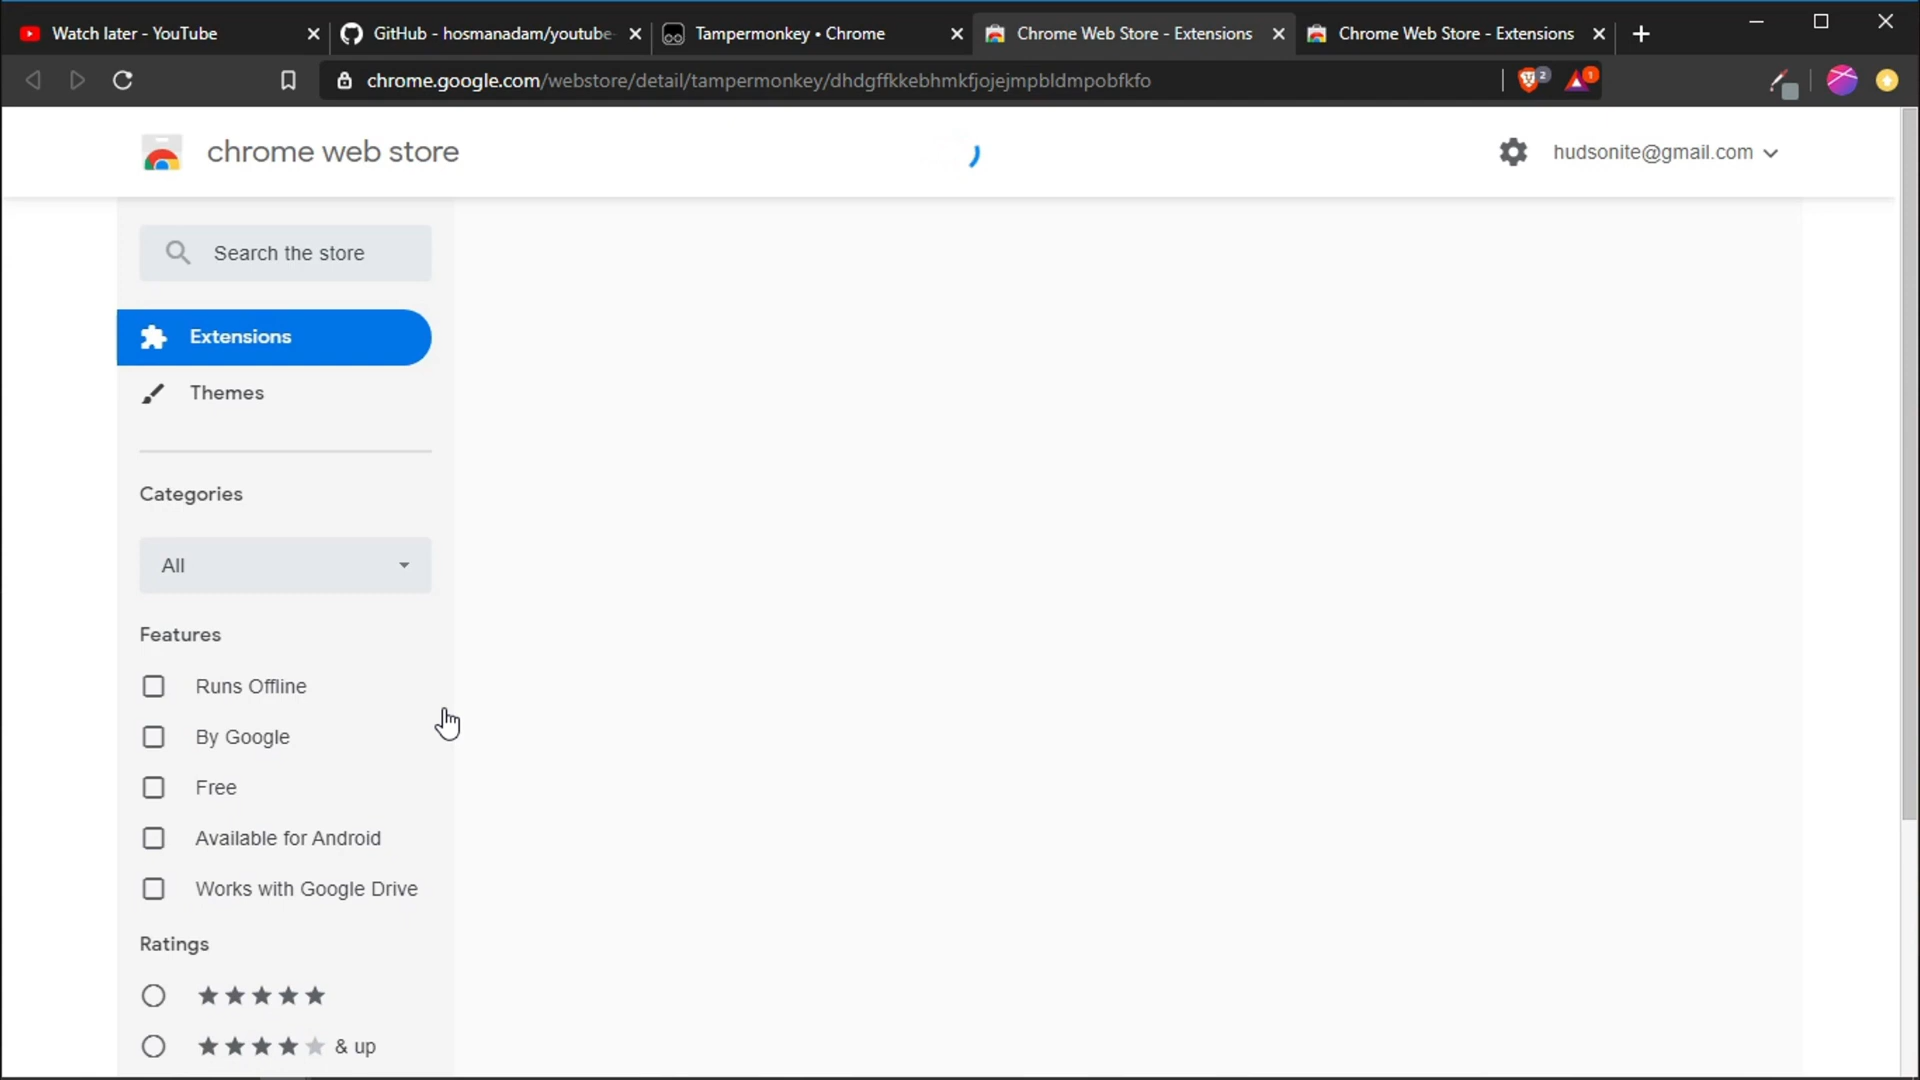 Watch later - YouTube
GitHub - hosmanadam/youtube-
Tampermonkey • Chrome
Chrome Web Store - Extensions
Chrome Web Store - Extensions
chrome.google.com/webstore/detail/tampermonkey/dhdgffkkebhmkfjojejmpbldmpobfkfo
2
1
chrome web store
hudsonite@gmail.com
Search the store
Extensions
Themes
Categories
All
Features
Runs Offline
By Google
Free
Available for Android
Works with Google Drive
Ratings
& up